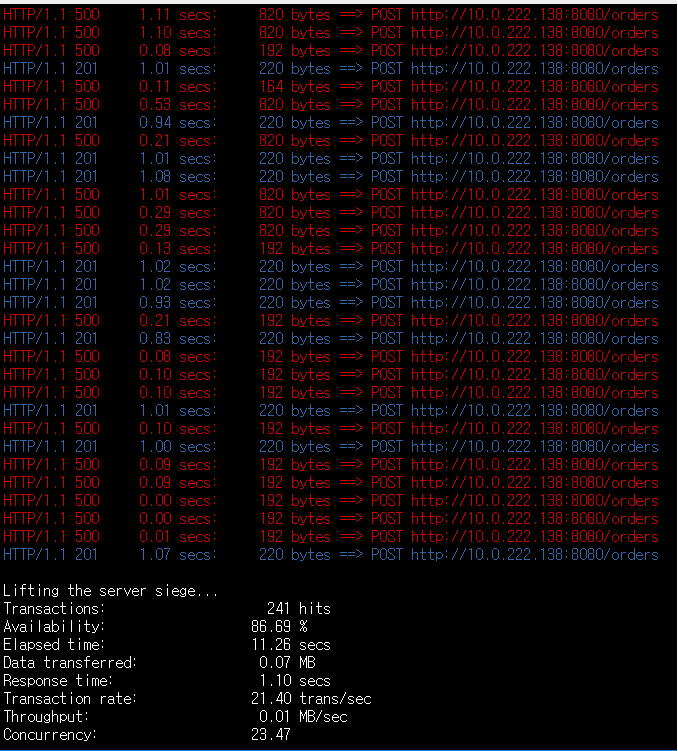 HTTP/1.1 500 1.11 secs: 820 bytes ==> POST http://10.0.222.138:8080/orders
HTTP/1.1 500 1.10 secs: 820 bytes ==> POST http://10.0.222.138:8080/orders
HTTP/1.1 500 0.08 secs: 192 bytes ==> POST http://10.0.222.138:8080/orders
HTTP/1.1 201 1.01 secs: 220 bytes ==> POST http://10.0.222.138:8080/orders
HTTP/1.1 500 0.11 secs: 164 bytes ==> POST http://10.0.222.138:8080/orders
HTTP/1.1 500 0.53 secs: 820 bytes ==> POST http://10.0.222.138:8080/orders
HTTP/1.1 201 0.94 secs: 220 bytes ==> POST http://10.0.222.138:8080/orders
HTTP/1.1 500 0.21 secs: 820 bytes ==> POST http://10.0.222.138:8080/orders
HTTP/1.1 201 1.01 secs: 220 bytes ==> POST http://10.0.222.138:8080/orders
HTTP/1.1 201 1.08 secs: 220 bytes ==> POST http://10.0.222.138:8080/orders
HTTP/1.1 500 1.01 secs: 820 bytes ==> POST http://10.0.222.138:8080/orders
HTTP/1.1 500 0.29 secs: 820 bytes ==> POST http://10.0.222.138:8080/orders
HTTP/1.1 500 0.29 secs: 820 bytes ==> POST http://10.0.222.138:8080/orders
HTTP/1.1 500 0.13 secs: 192 bytes ==> POST http://10.0.222.138:8080/orders
HTTP/1.1 201 1.02 secs: 220 bytes ==> POST http://10.0.222.138:8080/orders
HTTP/1.1 201 1.02 secs: 220 bytes ==> POST http://10.0.222.138:8080/orders
HTTP/1.1 201 0.93 secs: 220 bytes ==> POST http://10.0.222.138:8080/orders
HTTP/1.1 500 0.21 secs: 192 bytes ==> POST http://10.0.222.138:8080/orders
HTTP/1.1 201 0.83 secs: 220 bytes ==> POST http://10.0.222.138:8080/orders
HTTP/1.1 500 0.08 secs: 192 bytes ==> POST http://10.0.222.138:8080/orders
HTTP/1.1 500 0.10 secs: 192 bytes ==> POST http://10.0.222.138:8080/orders
HTTP/1.1 500 0.10 secs: 192 bytes ==> POST http://10.0.222.138:8080/orders
HTTP/1.1 201 1.01 secs: 220 bytes ==> POST http://10.0.222.138:8080/orders
HTTP/1.1 500 0.10 secs: 192 bytes ==> POST http://10.0.222.138:8080/orders
HTTP/1.1 201 1.00 secs: 220 bytes ==> POST http://10.0.222.138:8080/orders
HTTP/1.1 500 0.09 secs: 192 bytes ==> POST http://10.0.222.138:8080/orders
HTTP/1.1 500 0.09 secs: 192 bytes ==> POST http://10.0.222.138:8080/orders
HTTP/1.1 500 0.00 secs: 192 bytes ==> POST http://10.0.222.138:8080/orders
HTTP/1.1 500 0.00 secs: 192 bytes ==> POST http://10.0.222.138:8080/orders
HTTP/1.1 500 0.01 secs: 192 bytes ==> POST http://10.0.222.138:8080/orders
HTTP/1.1 201 1.07 secs: 220 bytes ==> POST http://10.0.222.138:8080/orders
Lifting the server siege...
Transactions: 241 hits
Availability: 86.69 %
Elapsed time: 11.26 secs
Data transferred: 0.07 MB
Response time: 1.10 secs
Transaction rate: 21.40 trans/sec
Throughput: 0.01 MB/sec
Concurrency: 23.47